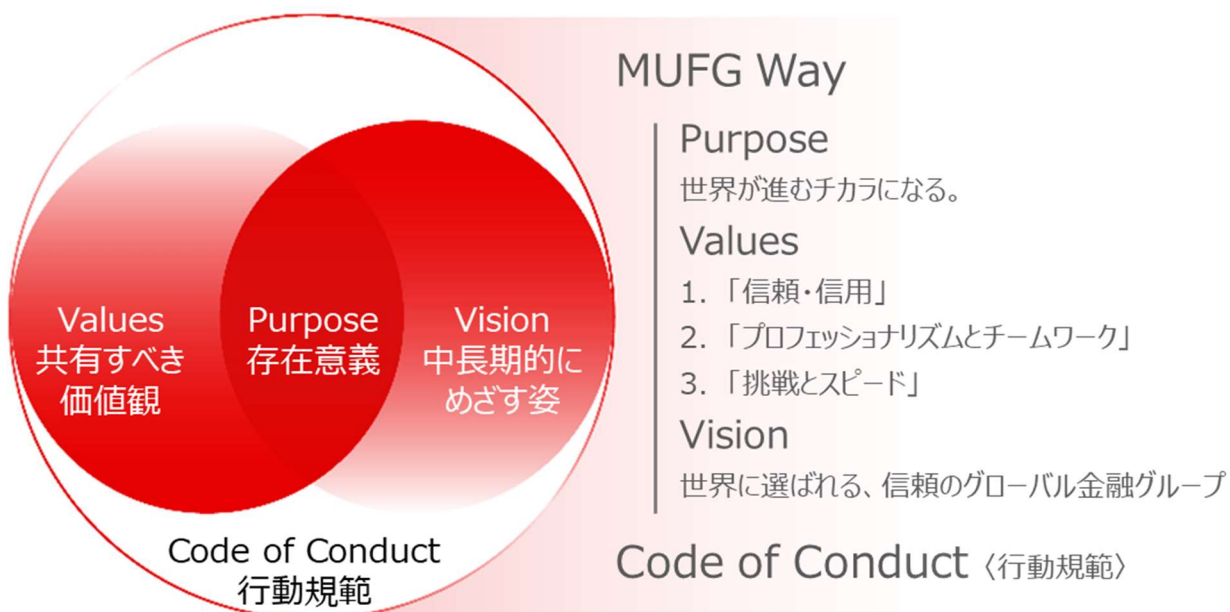 Values
共有すべき
価値観
Purpose
存在意義
Vision
中長期的に
めざす姿
Code of Conduct
行動規範
MUFG Way
Purpose
世界が進むチカラになる。
Values
1. 「信頼・信用」
2. 「プロフェッショナリズムとチームワーク」
3. 「挑戦とスピード」
Vision
世界に選ばれる、信頼のグローバル金融グループ
Code of Conduct 〈行動規範〉